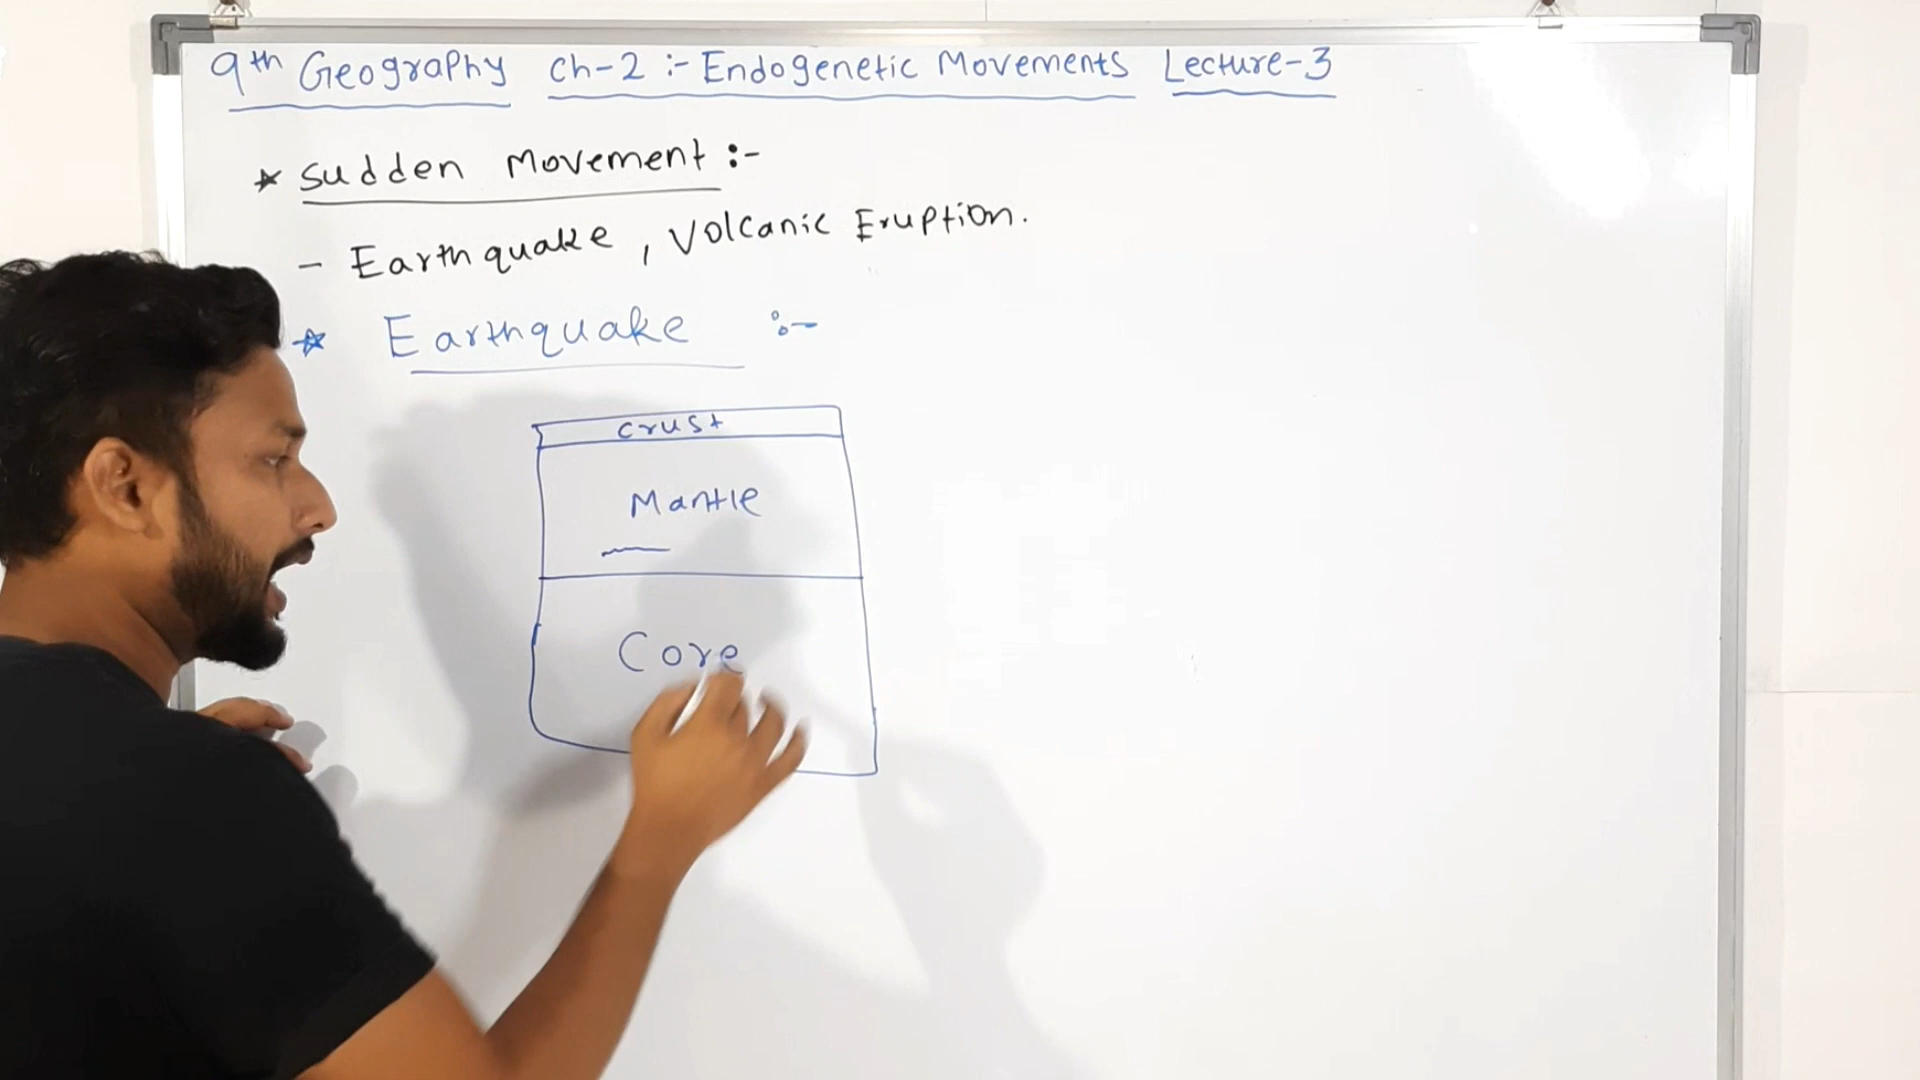 9th Geography ch-2 :- Endogenetic Movements Lecture-3
* Sudden Movement :-
- Earthquake, Volcanic Eruption.
* Earthquake :-
crust
Mantle
Core